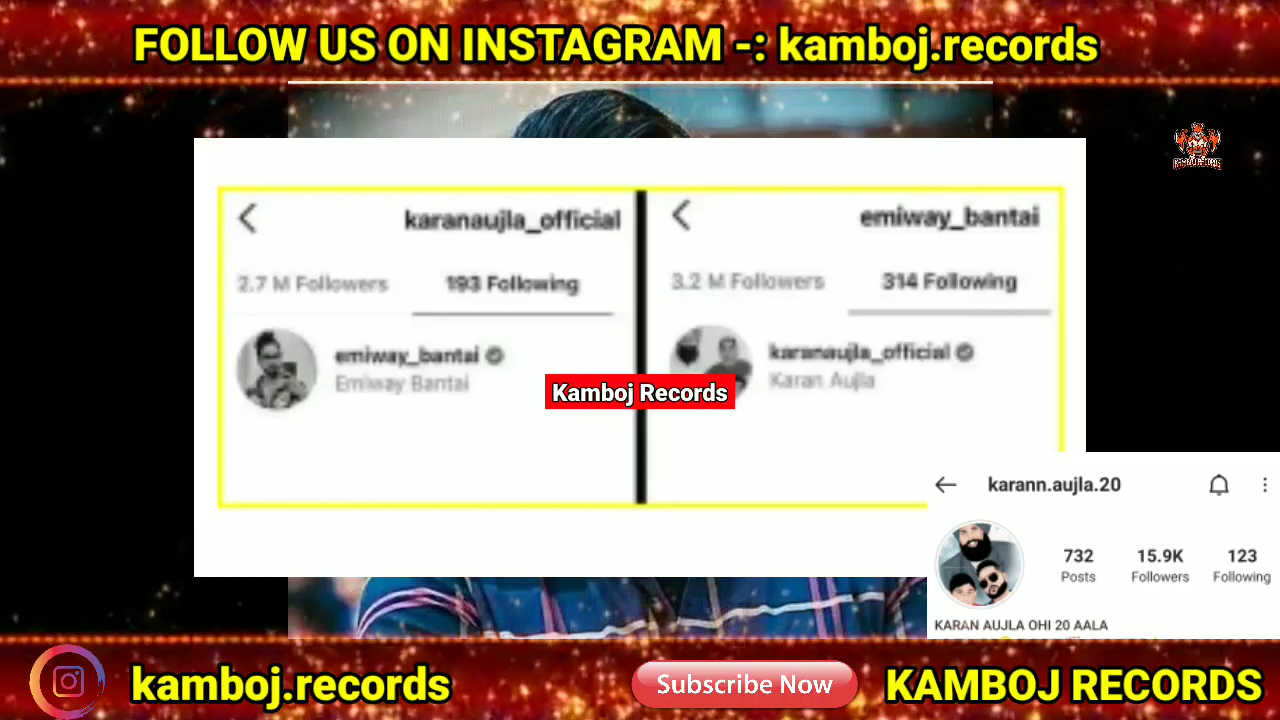 FOLLOW US ON INSTAGRAM -: kamboj.records
karanaujla_official
2.7 M Followers 193 Following
emiway_bantai
Emiway Bantai
emiway_bantai
3.2 M Followers 314 Following
karanaujla_official
Karan Aujla
Kamboj Records
karann.aujla.20
732 15.9K 123
Posts Followers Following
KARAN AUJLA OHI 20 AALA
kamboj.records
Subscribe Now
KAMBOJ RECORDS